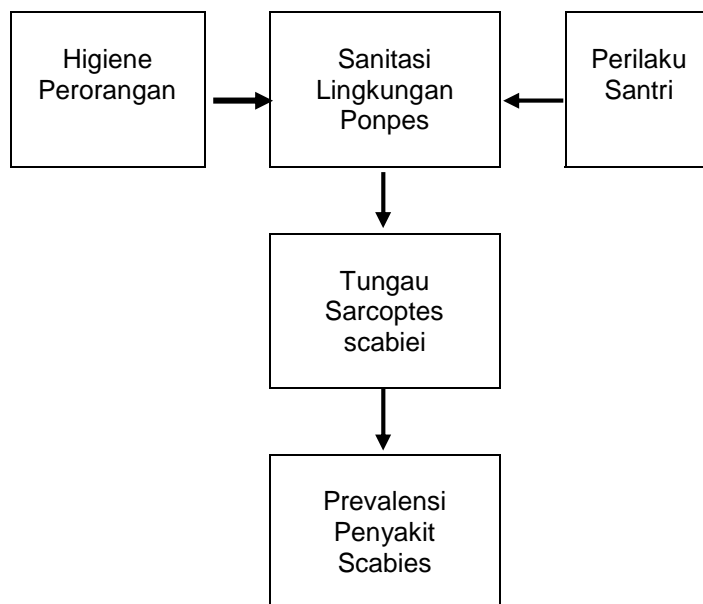 Higiene
Perorangan
Sanitasi
Lingkungan
Ponpes
Perilaku
Santri
Tungau
Sarcoptes
scabiei
Prevalensi
Penyakit
Scabies